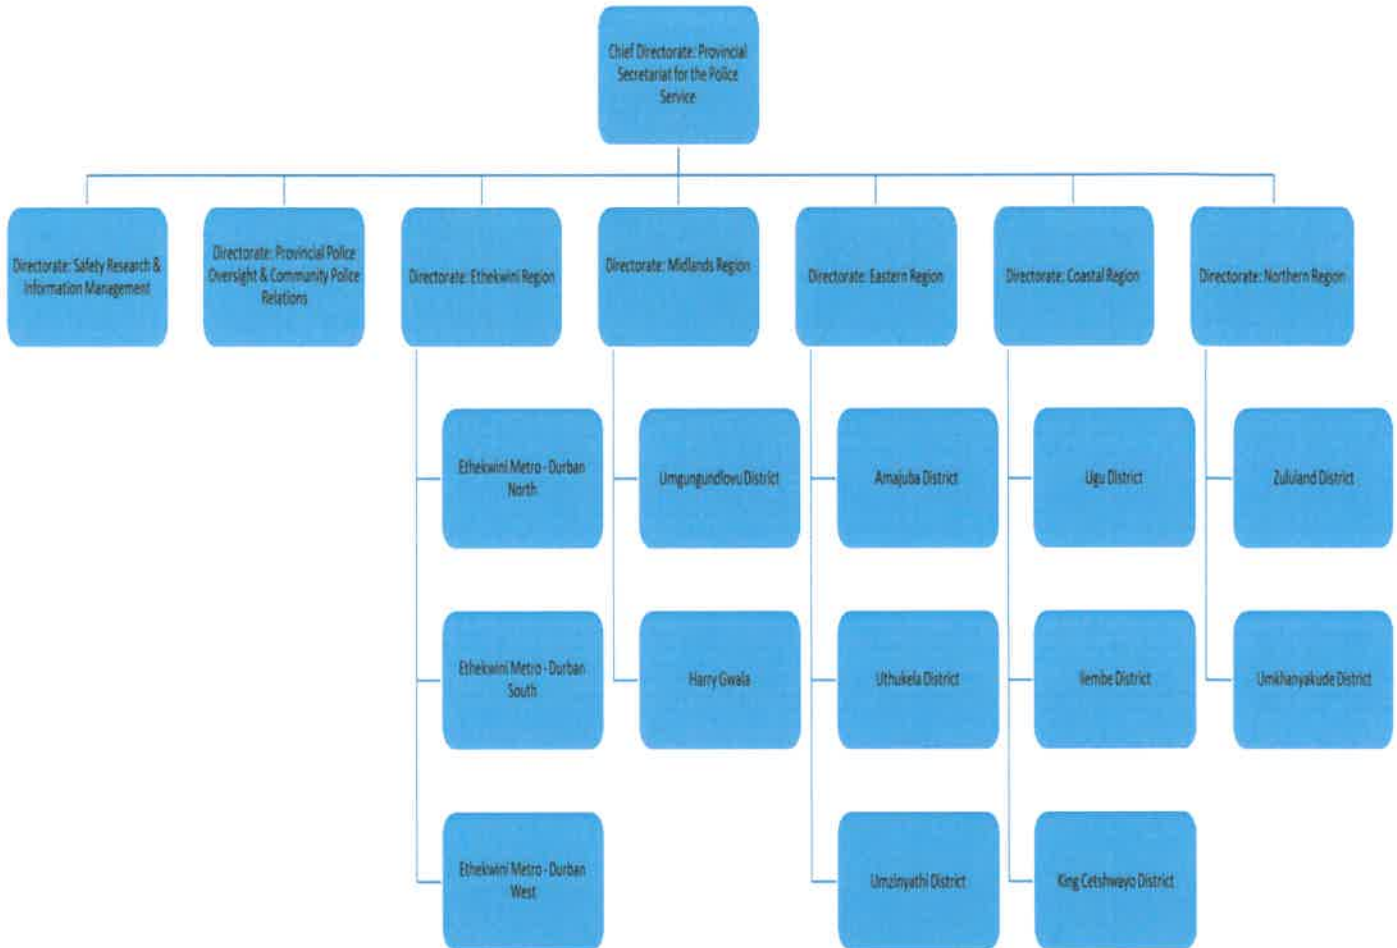 Chief Directorate: Provincial
Secretariat for the Police
Service
Directorate: Safety Research &
Information Management
Directorate: Provincial Police
Oversight & Community Police
Relations
Directorate: Ethekwini Region
Directorate: Midlands Region
Directorate: Eastern Region
Directorate: Coastal Region
Directorate: Northern Region
Ethekwini Metro - Durban
North
Umgungundlovu District
Amajuba District
Ugu District
Zululand District
Ethekwini Metro - Durban
South
Harry Gwala
Uthukela District
Ilembe District
Umkhanyakude District
Ethekwini Metro - Durban
West
Umzinyathi District
King Cetshwayo District